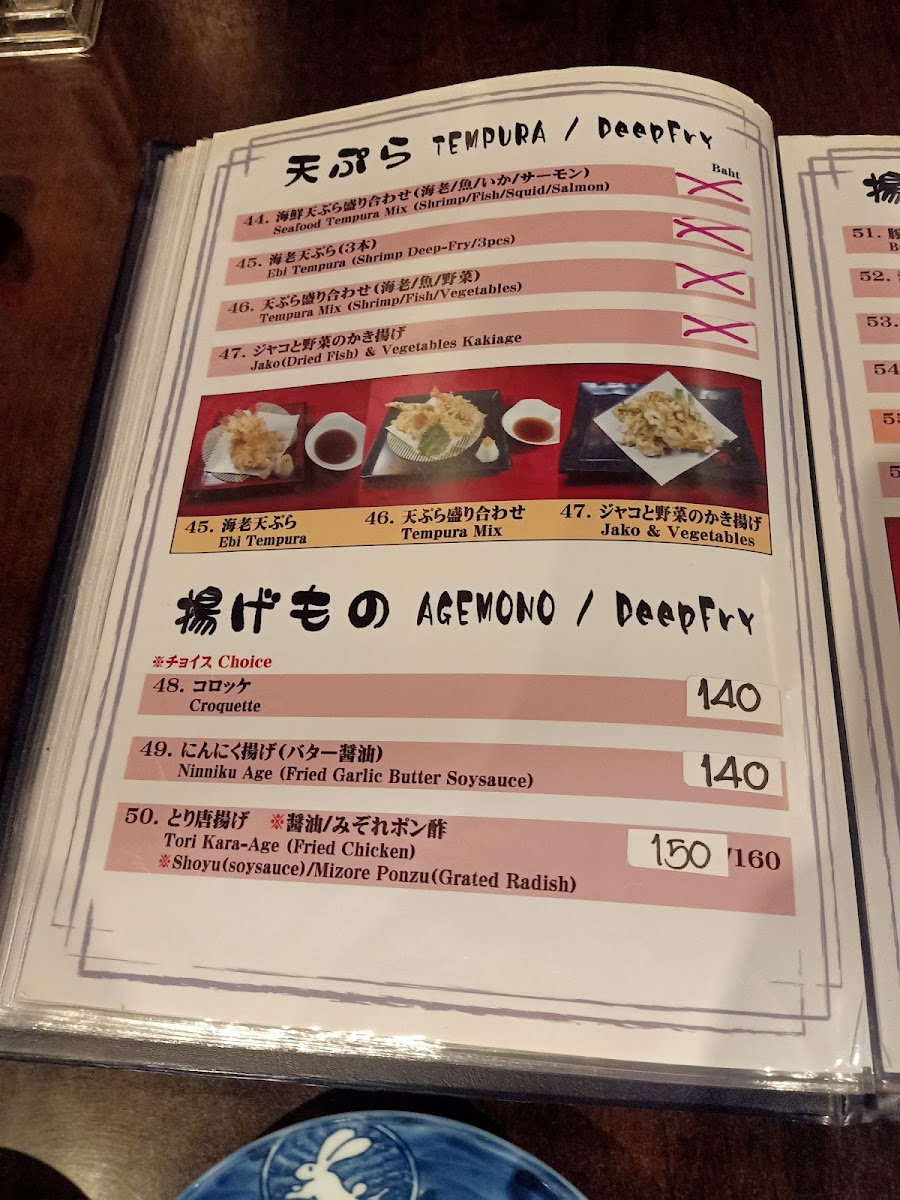 天ぷら TEMPURA / DeepFry
Baht
44. 海鮮天ぷら盛り合わせ(海老/魚/いか/サーモン)
Seafood Tempura Mix (Shrimp/Fish/Squid/Salmon)
45. 海老天ぷら(3本)
Ebi Tempura (Shrimp Deep-Fry/3pcs)
46. 天ぷら盛り合わせ(海老/魚/野菜)
Tempura Mix (Shrimp/Fish/Vegetables)
47. ジャコと野菜のかき揚げ
Jako(Dried Fish) & Vegetables Kakiage
45. 海老天ぷら
Ebi Tempura
46. 天ぷら盛り合わせ
Tempura Mix
47. ジャコと野菜のかき揚げ
Jako & Vegetables
揚げもの AGEMONO / DeepFry
※チョイス Choice
48. コロッケ 140
Croquette
49. にんにく揚げ(バター醤油) 140
Ninniku Age (Fried Garlic Butter Soysauce)
50. とり唐揚げ ※醤油/みぞれポン酢 150 /160
Tori Kara-Age (Fried Chicken)
※Shoyu(soysauce)/Mizore Ponzu(Grated Radish)
揚
51. 豚
52.
53.
54